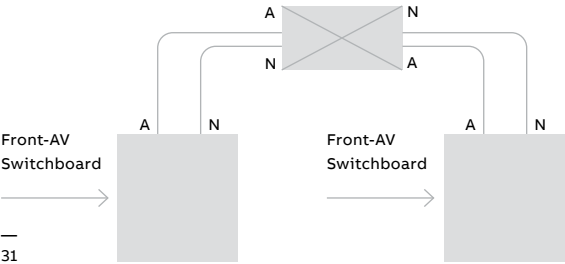 A N
N A
A N
A N
Front-AV
Switchboard
Front-AV
Switchboard
—
31